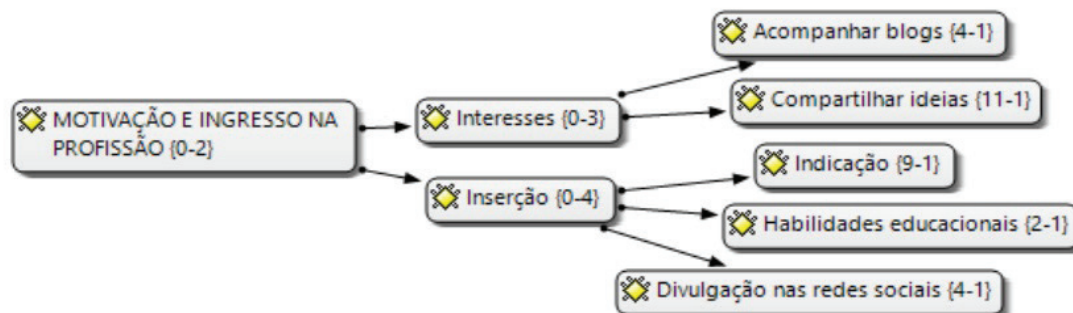 Acompanhar blogs {4-1}
Compartilhar ideias {11-1}
MOTIVAÇÃO E INGRESSO NA
PROFISSÃO {0-2}
Interesses {0-3}
Indicação {9-1}
Inserção {0-4}
Habilidades educacionais {2-1}
Divulgação nas redes sociais {4-1}